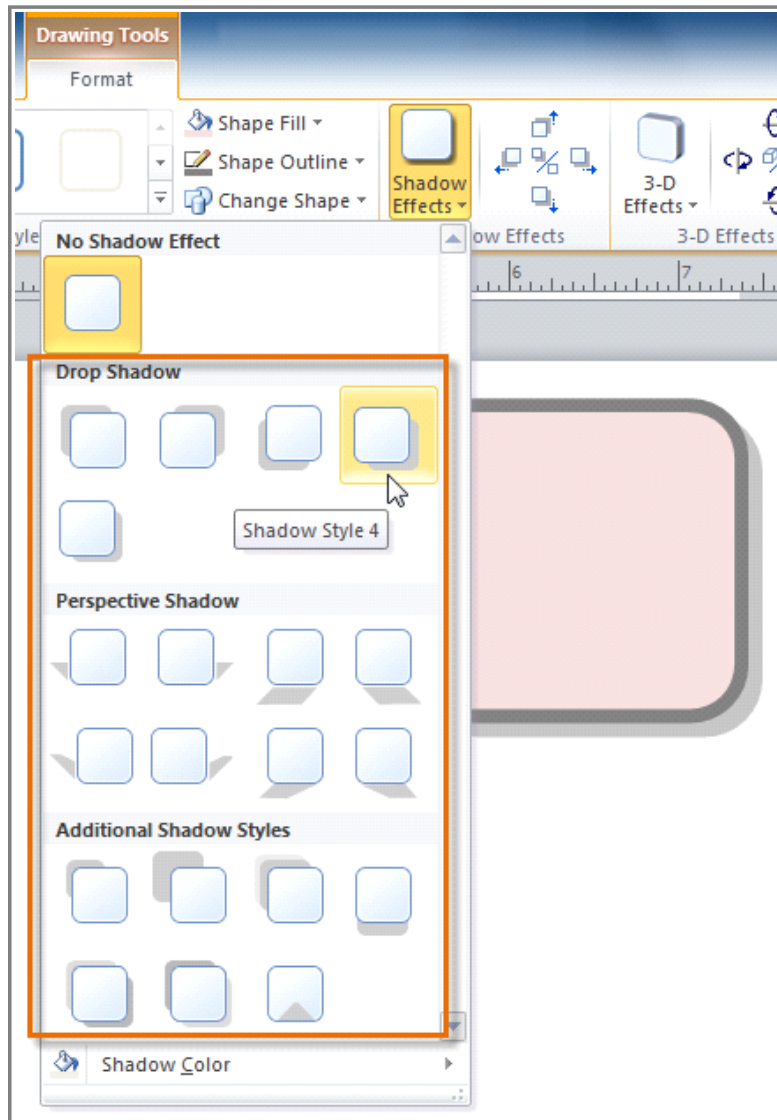 Drawing Tools
Format
Shape Fill
Shape Outline
Change Shape
Shadow
Effects
3-D
Effects
yle
ow Effects
3-D Effects
6
7
No Shadow Effect
Drop Shadow
Shadow Style 4
Perspective Shadow
Additional Shadow Styles
Shadow Color